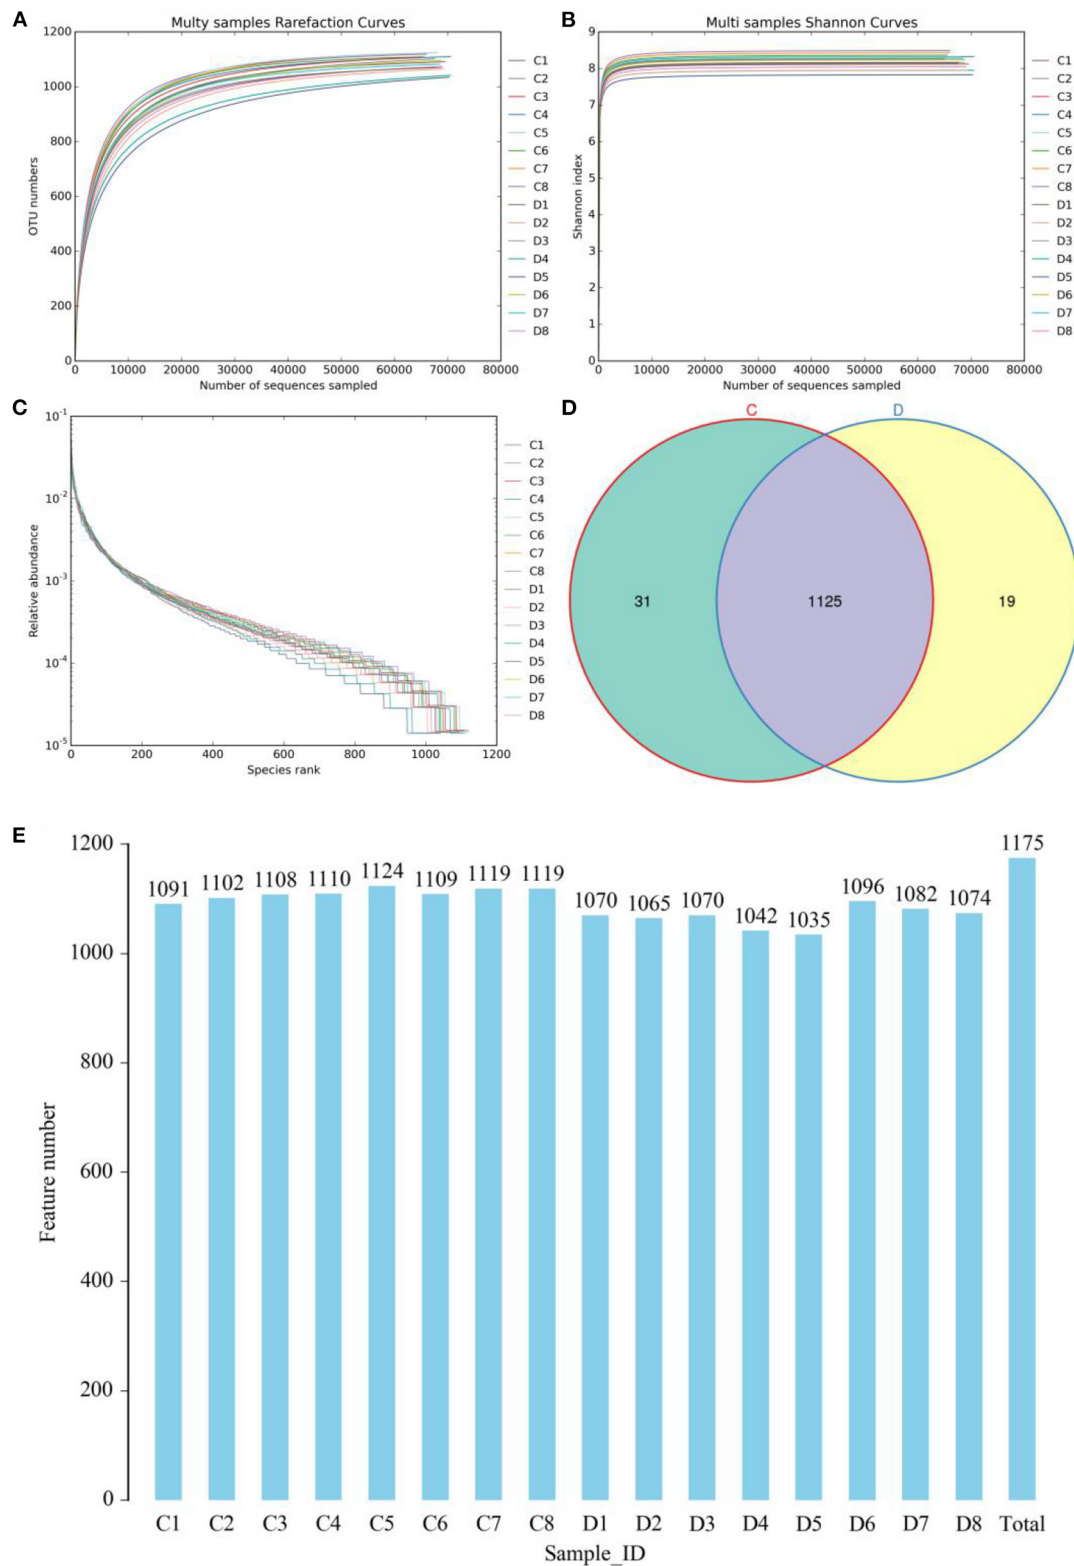 A
Multy samples Rarefaction Curves
1200
1000
800
600
400
200
0
OTU numbers
0 10000 20000 30000 40000 50000 60000 70000 80000
Number of sequences sampled
C1
C2
C3
C4
C5
C6
C7
C8
D1
D2
D3
D4
D5
D6
D7
D8
B
Multi samples Shannon Curves
9
8
7
6
5
4
3
2
1
0
Shannon index
0 10000 20000 30000 40000 50000 60000 70000 80000
Number of sequences sampled
C1
C2
C3
C4
C5
C6
C7
C8
D1
D2
D3
D4
D5
D6
D7
D8
C
10⁻¹
10⁻²
10⁻³
10⁻⁴
10⁻⁵
Relative abundance
0 200 400 600 800 1000 1200
Species rank
C1
C2
C3
C4
C5
C6
C7
C8
D1
D2
D3
D4
D5
D6
D7
D8
D
C D
31 1125 19
E
1200
1000
800
600
400
200
0
Feature number
1091 1102 1108 1110 1124 1109 1119 1119 1070 1065 1070 1042 1035 1096 1082 1074 1175
C1 C2 C3 C4 C5 C6 C7 C8 D1 D2 D3 D4 D5 D6 D7 D8 Total
Sample_ID